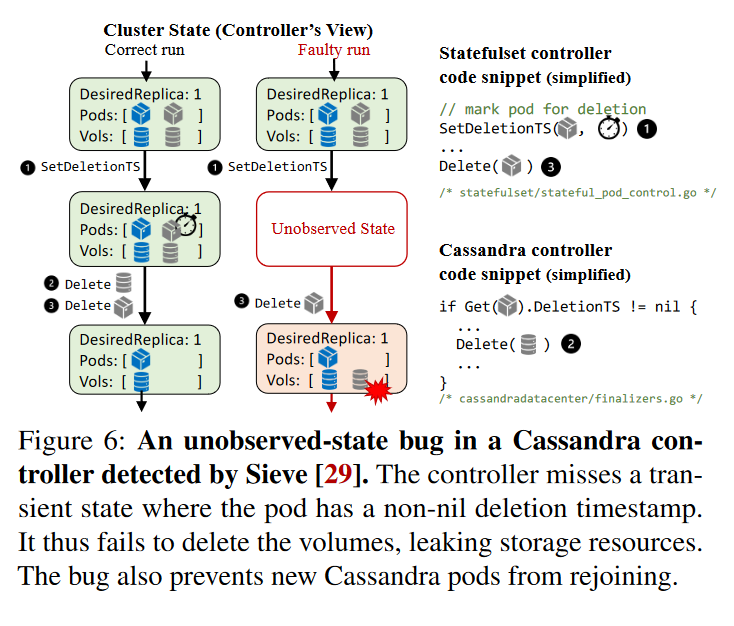 Cluster State (Controller's View)
Correct run
Faulty run
DesiredReplica: 1
Pods: [ ]
Vols: [ ]
1 SetDeletionTS
DesiredReplica: 1
Pods: [ ]
Vols: [ ]
2 Delete
3 Delete
DesiredReplica: 1
Pods: [ ]
Vols: [ ]
DesiredReplica: 1
Pods: [ ]
Vols: [ ]
1 SetDeletionTS
Unobserved State
3 Delete
DesiredReplica: 1
Pods: [ ]
Vols: [ ]
Statefulset controller
code snippet (simplified)
// mark pod for deletion
SetDeletionTS( , ) 1
...
Delete( ) 3
/* statefulset/stateful_pod_control.go */
Cassandra controller
code snippet (simplified)
if Get( ).DeletionTS != nil {
...
Delete( ) 2
...
}
/* cassandradatacenter/finalizers.go */
Figure 6: An unobserved-state bug in a Cassandra con-
troller detected by Sieve [29]. The controller misses a tran-
sient state where the pod has a non-nil deletion timestamp.
It thus fails to delete the volumes, leaking storage resources.
The bug also prevents new Cassandra pods from rejoining.